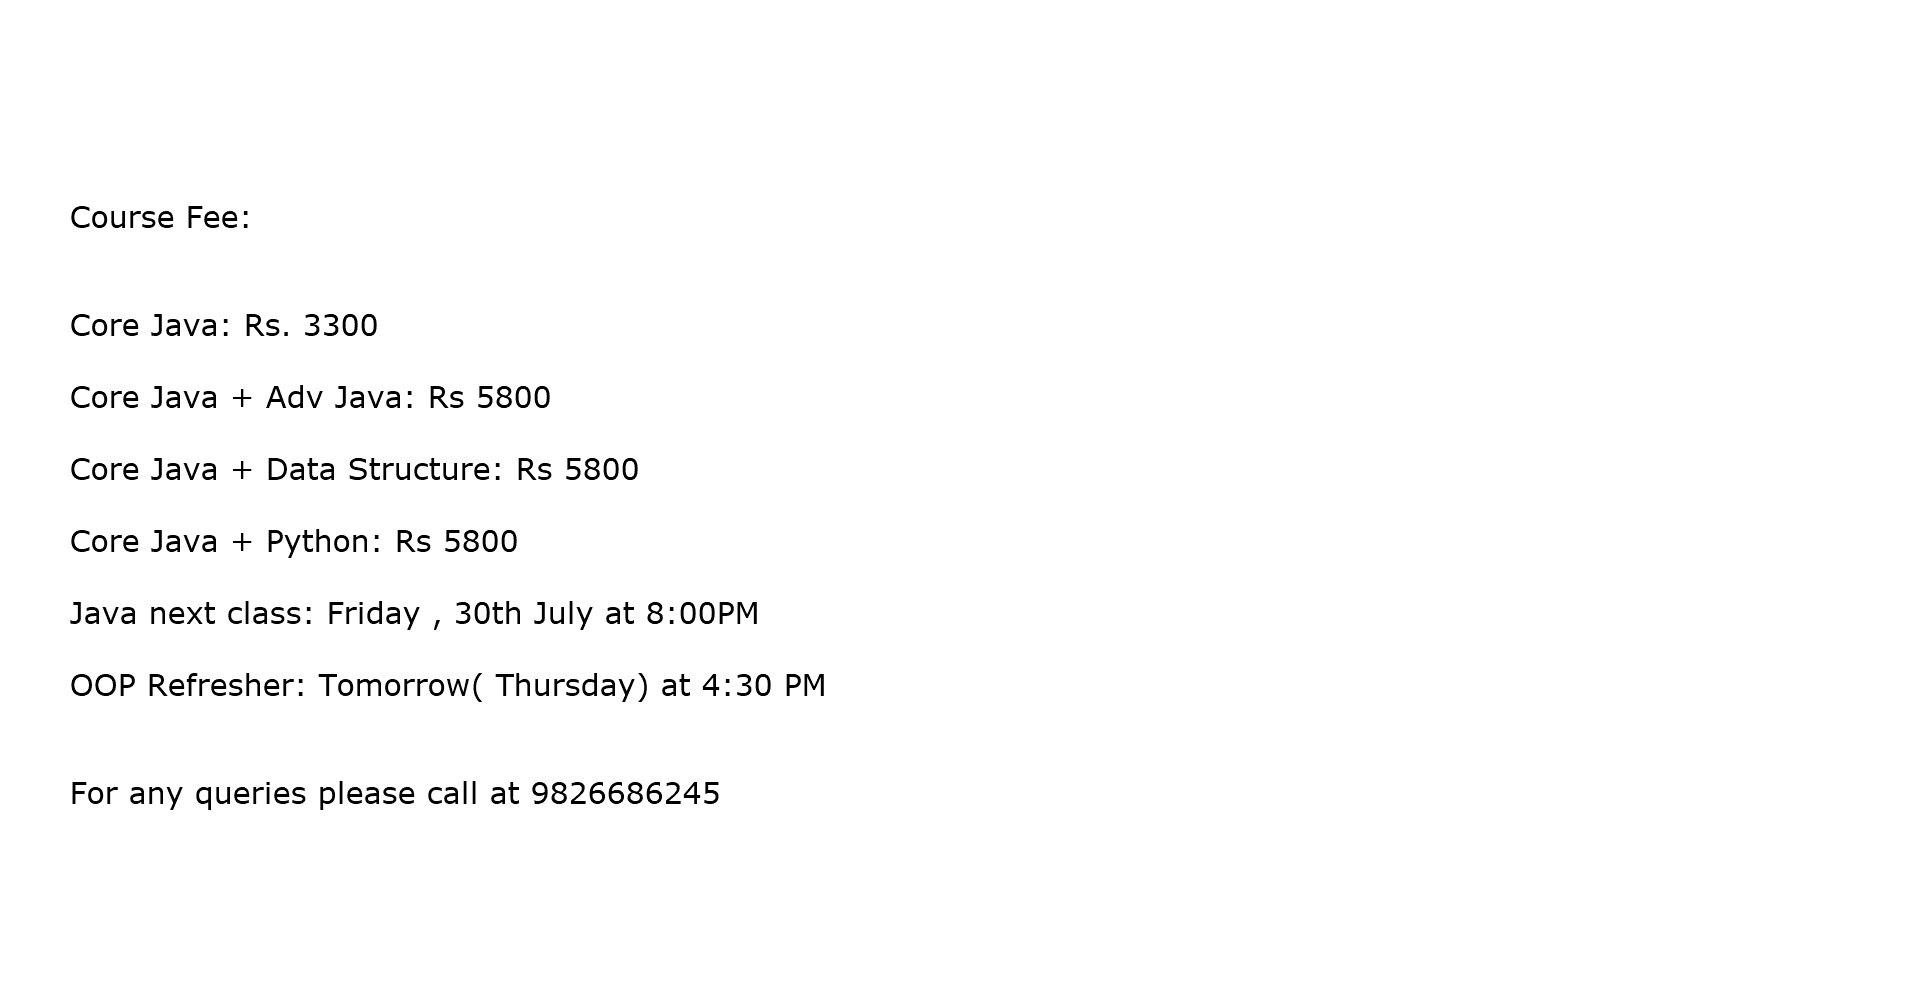 Course Fee:
Core Java: Rs. 3300
Core Java + Adv Java: Rs 5800
Core Java + Data Structure: Rs 5800
Core Java + Python: Rs 5800
Java next class: Friday , 30th July at 8:00PM
OOP Refresher: Tomorrow( Thursday) at 4:30 PM
For any queries please call at 9826686245